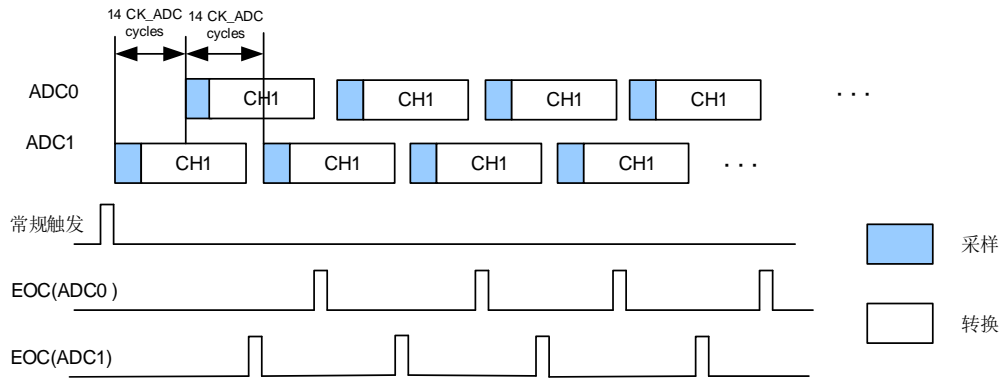 14 CK_ADC
cycles
14 CK_ADC
cycles
ADC0
CH1
CH1
CH1
CH1
. . .
ADC1
CH1
CH1
CH1
CH1
. . .
常规触发
采样
EOC(ADC0 )
转换
EOC(ADC1)